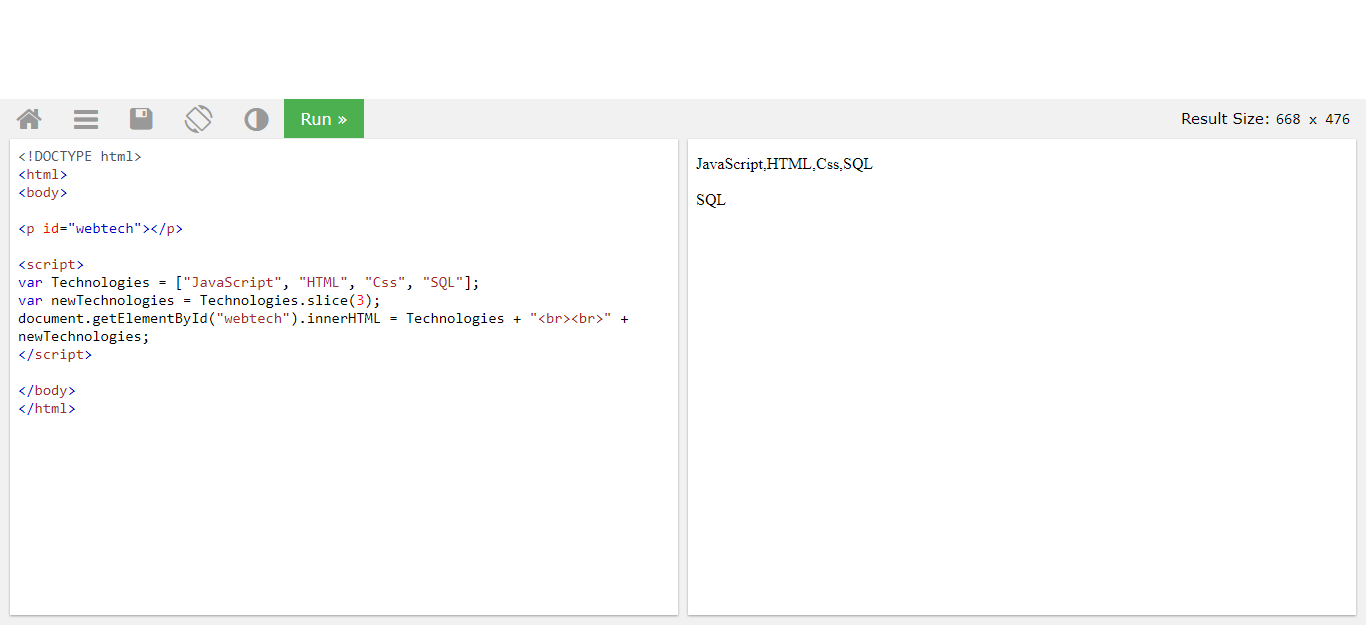 Run »
Result Size: 668 x 476
<!DOCTYPE html>
<html>
<body>
<p id="webtech"></p>
<script>
var Technologies = ["JavaScript", "HTML", "Css", "SQL"];
var newTechnologies = Technologies.slice(3);
document.getElementById("webtech").innerHTML = Technologies + "<br><br>" +
newTechnologies;
</script>
</body>
</html>
JavaScript,HTML,Css,SQL
SQL